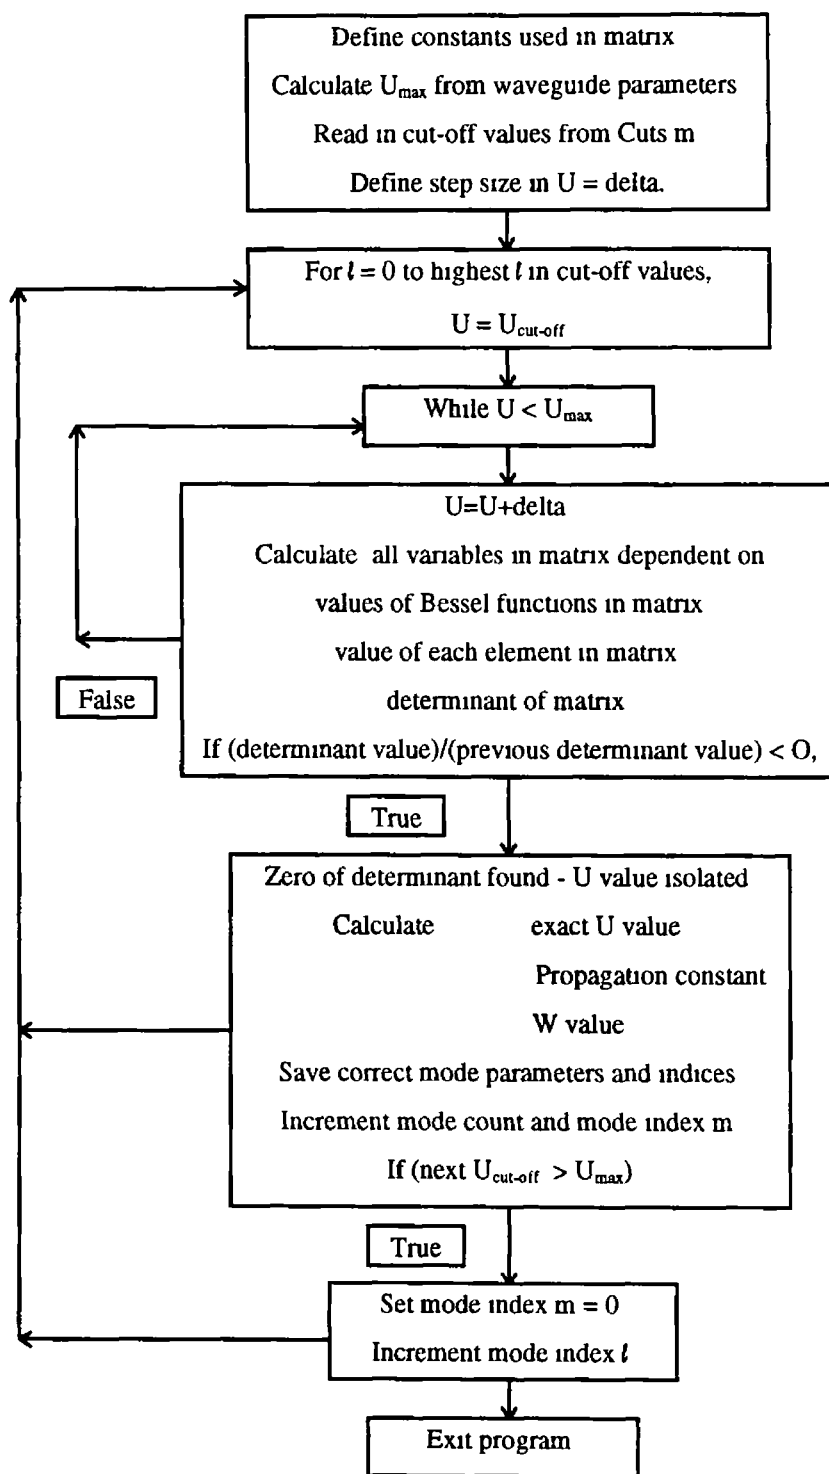 Define constants used in matrix
Calculate Umax from waveguide parameters
Read in cut-off values from Cuts m
Define step size in U = delta.
For l = 0 to highest l in cut-off values,
U = Ucut-off
While U < Umax
U=U+delta
Calculate all variables in matrix dependent on
values of Bessel functions in matrix
value of each element in matrix
determinant of matrix
False
If (determinant value)/(previous determinant value) < O,
True
Zero of determinant found - U value isolated
Calculate exact U value
Propagation constant
W value
Save correct mode parameters and indices
Increment mode count and mode index m
If (next Ucut-off > Umax)
True
Set mode index m = 0
Increment mode index l
Exit program